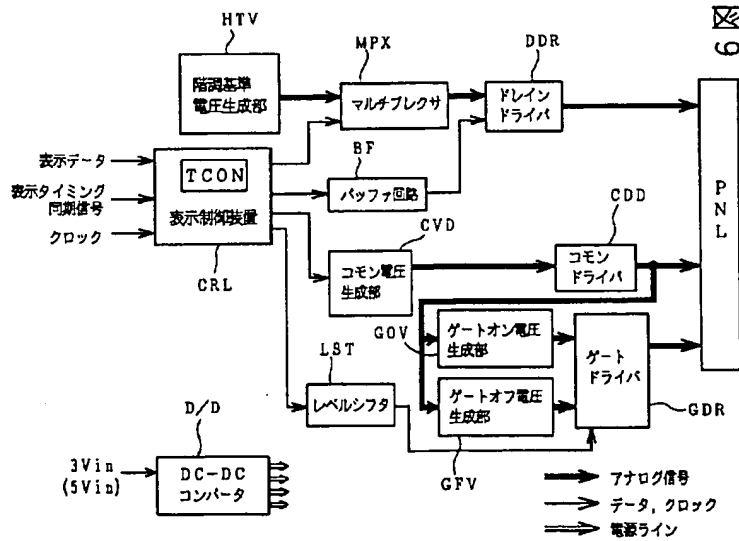 図 9
HTV
階調基準
電圧生成部
MPX
マルチプレクサ
DDR
ドレイン
ドライバ
PNL
表示データ
表示タイミング
同期信号
クロック
TCON
表示制御装置
CRL
BF
バッファ回路
CVD
コモン電圧
生成部
CDD
コモン
ドライバ
GOV
ゲートオン電圧
生成部
ゲート
ドライバ
GDR
LST
レベルシフタ
ゲートオフ電圧
生成部
GFV
D/D
3Vin
(5Vin)
DC-DC
コンバータ
アナログ信号
データ, クロック
電源ライン